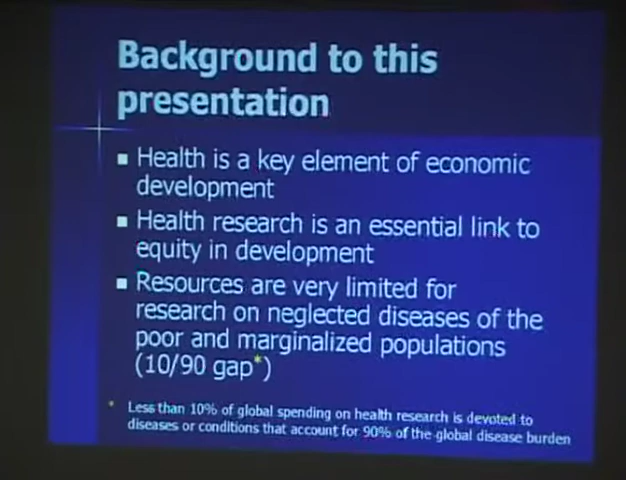 Background to this
presentation
▪ Health is a key element of economic
development
▪ Health research is an essential link to
equity in development
▪ Resources are very limited for
research on neglected diseases of the
poor and marginalized populations
(10/90 gap*)
* Less than 10% of global spending on health research is devoted to
diseases or conditions that account for 90% of the global disease burden